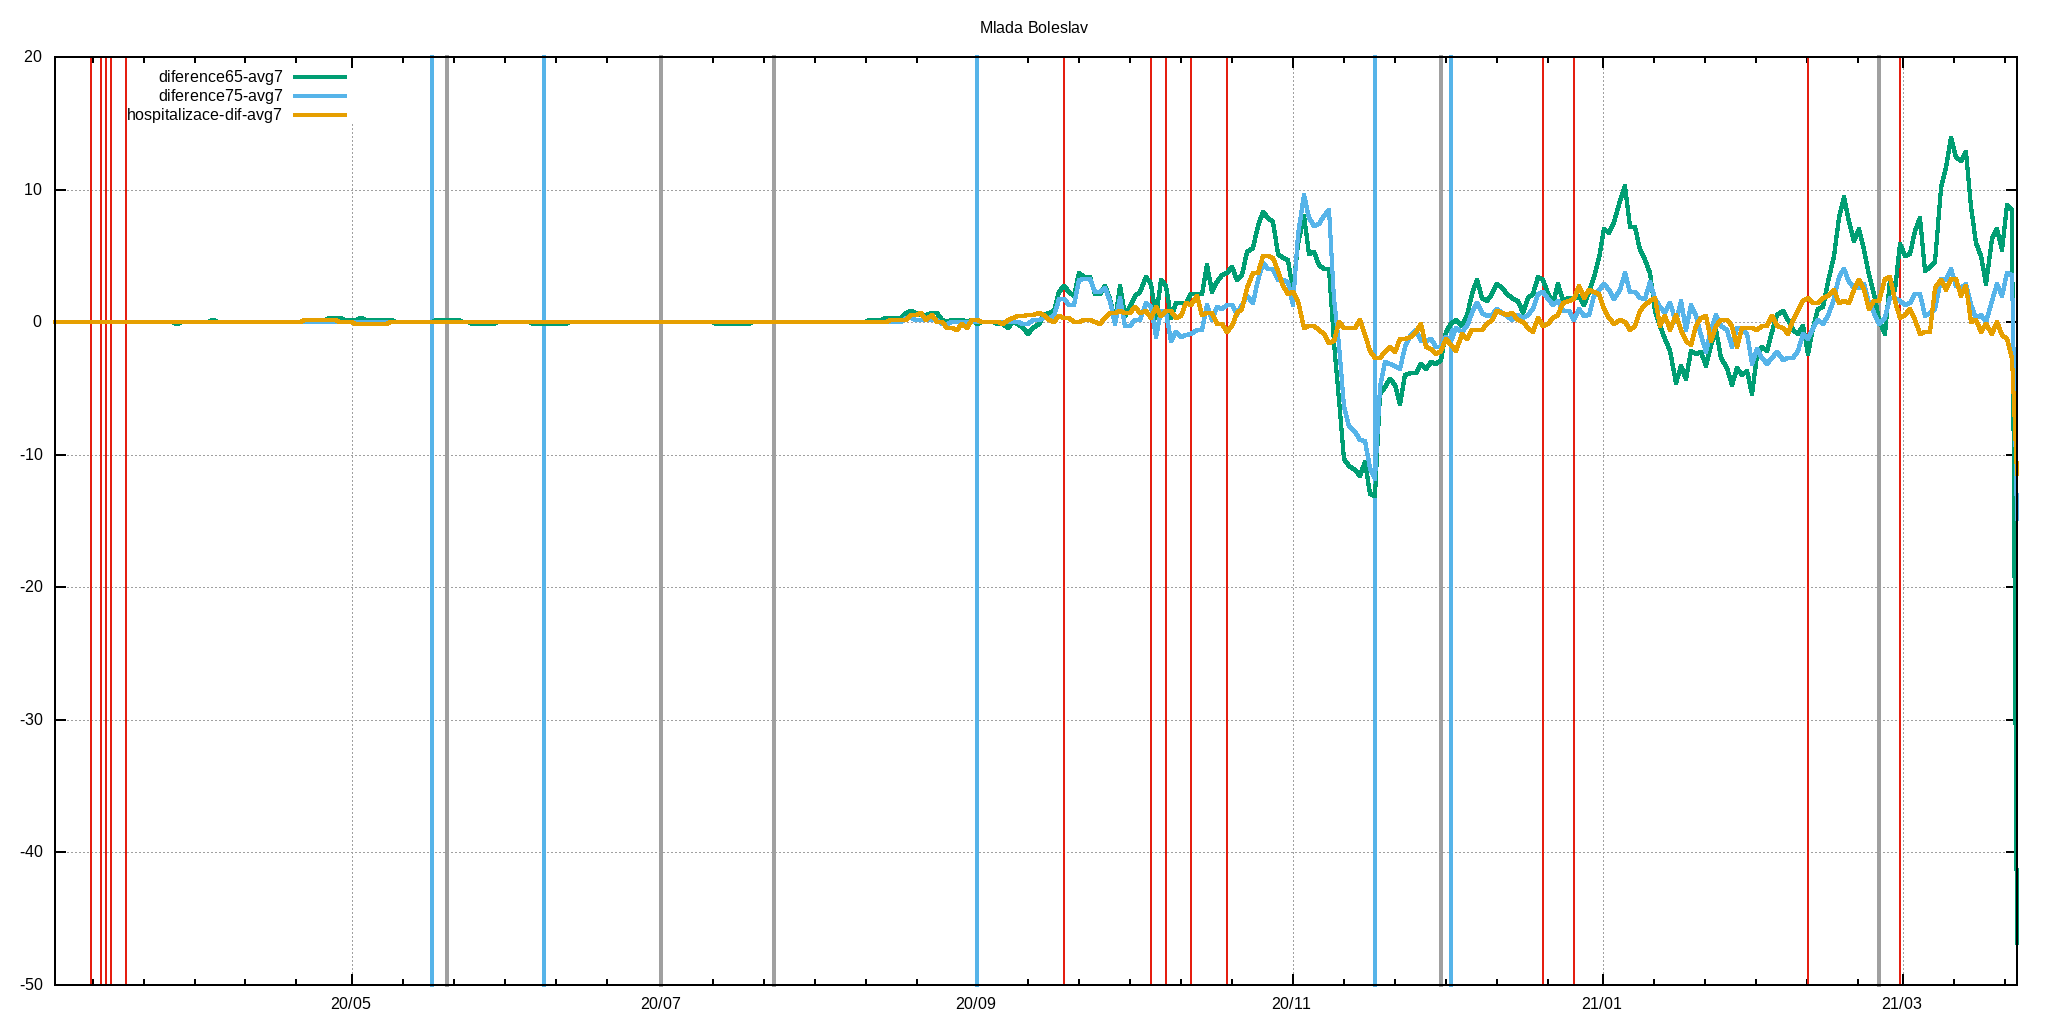 Mlada Boleslav
20
diference65-avg7
diference75-avg7
hospitalizace-dif-avg7
10
0
-10
-20
-30
-40
-50
20/05 20/07 20/09 20/11 21/01 21/03